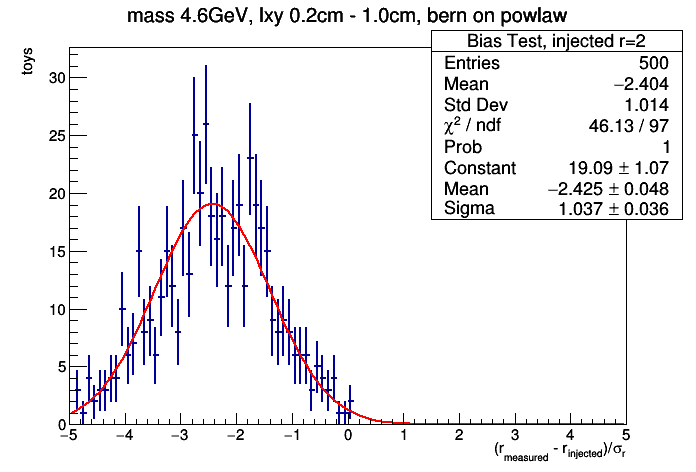 mass 4.6GeV, lxy 0.2cm - 1.0cm, bern on powlaw
toys
Bias Test, injected r=2
Entries 500
Mean −2.404
Std Dev 1.014
χ² / ndf 46.13 / 97
Prob 1
Constant 19.09 ± 1.07
Mean −2.425 ± 0.048
Sigma 1.037 ± 0.036
30
25
20
15
10
5
0
−5 −4 −3 −2 −1 0 1 2 3 4 5
(r_measured - r_injected)/σ_r